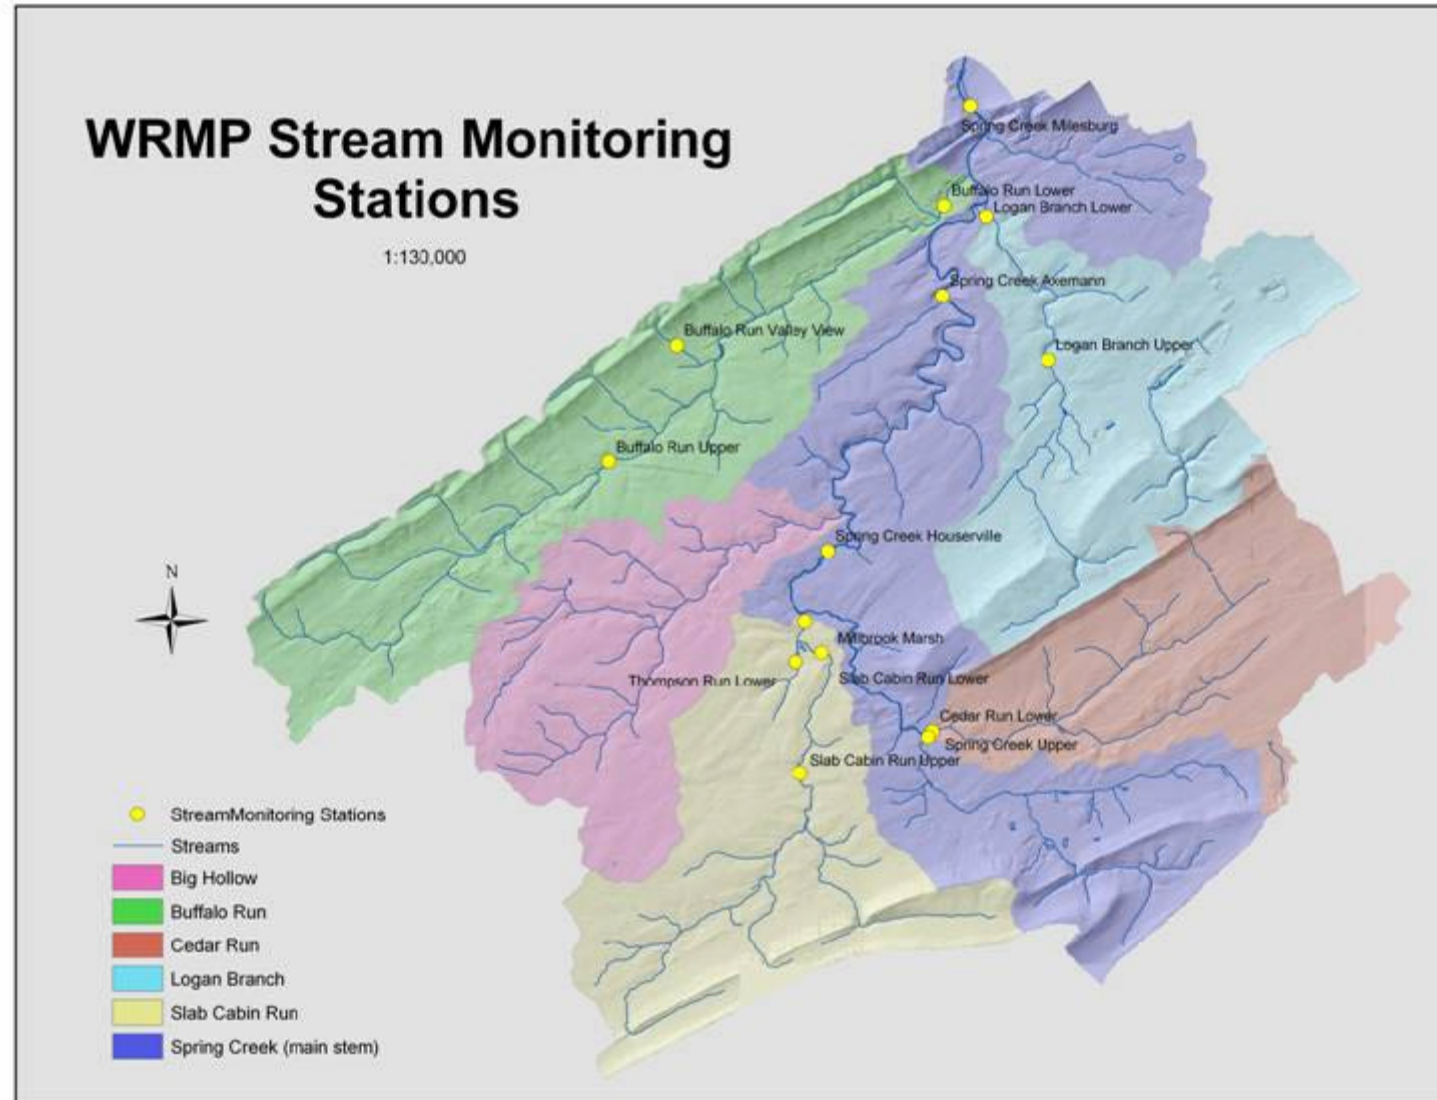 WRMP Stream Monitoring
Stations
1:130,000
Spring Creek Milesburg
Buffalo Run Lower
Logan Branch Lower
Spring Creek Axemann
Buffalo Run Valley View
Logan Branch Upper
Buffalo Run Upper
Spring Creek Houserville
N
Millbrook Marsh
Thompson Run Lower
Slab Cabin Run Lower
Cedar Run Lower
Spring Creek Upper
Slab Cabin Run Upper
StreamMonitoring Stations
Streams
Big Hollow
Buffalo Run
Cedar Run
Logan Branch
Slab Cabin Run
Spring Creek (main stem)